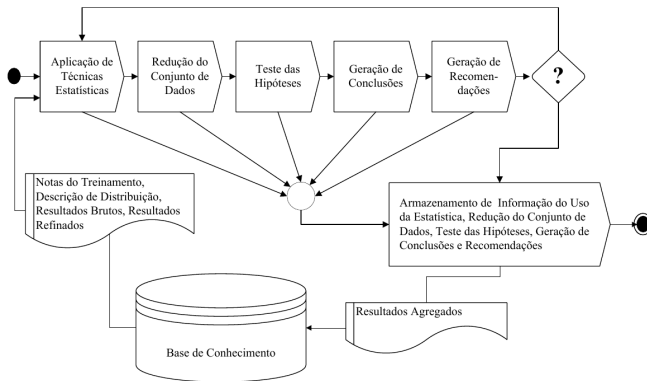 Aplicação de
Técnicas
Estatísticas
Redução do
Conjunto de
Dados
Teste das
Hipóteses
Geração de
Conclusões
Geração de
Recomen-
dações
?
Notas do Treinamento,
Descrição de Distribuição,
Resultados Brutos, Resultados
Refinados
Armazenamento de Informação do Uso
da Estatística, Redução do Conjunto de
Dados, Teste das Hipóteses, Geração de
Conclusões e Recomendações
Resultados Agregados
Base de Conhecimento